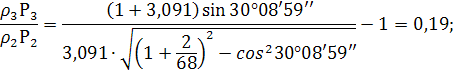 ρ₃P₃/ρ₂P₂ = (1 + 3,091) sin 30°08′59′′ / (3,091 · √((1 + 2/68)² − cos² 30°08′59′′)) − 1 = 0,19;